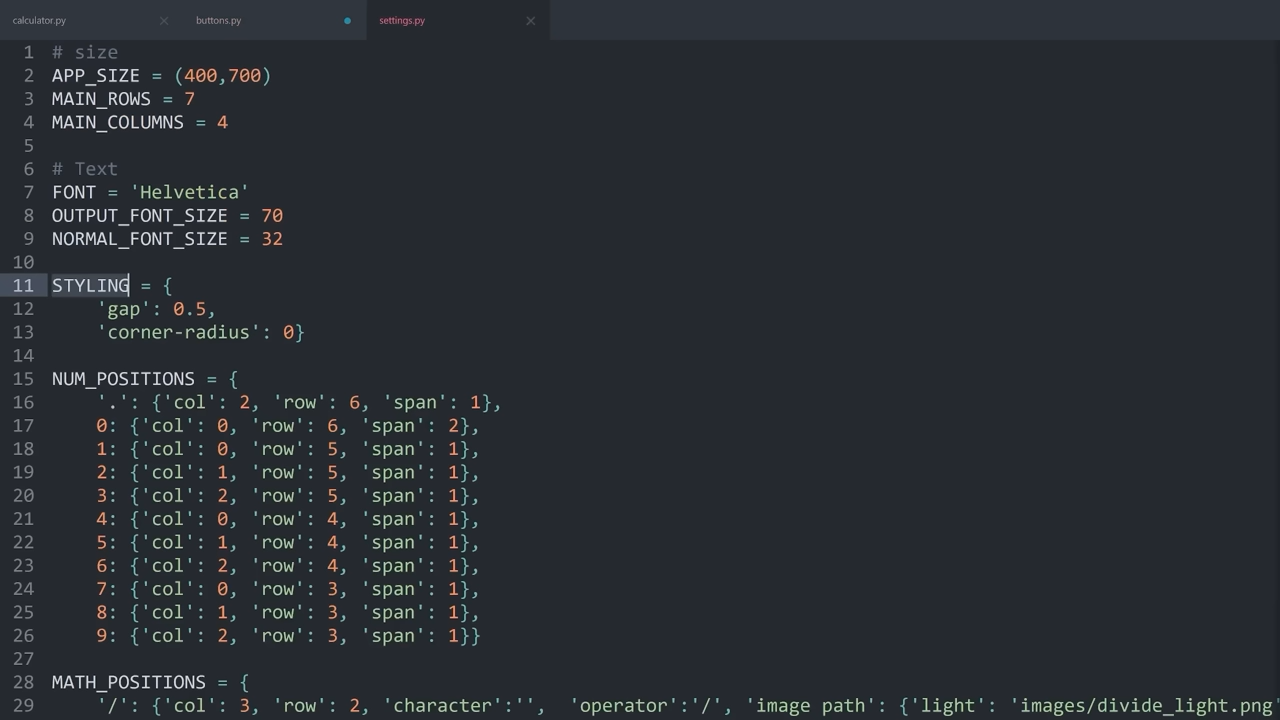 calculator.py
buttons.py
settings.py
1 # size
2 APP_SIZE = (400,700)
3 MAIN_ROWS = 7
4 MAIN_COLUMNS = 4
5
6 # Text
7 FONT = 'Helvetica'
8 OUTPUT_FONT_SIZE = 70
9 NORMAL_FONT_SIZE = 32
10
11 STYLING = {
12     'gap': 0.5,
13     'corner-radius': 0}
14
15 NUM_POSITIONS = {
16     '.': {'col': 2, 'row': 6, 'span': 1},
17     0: {'col': 0, 'row': 6, 'span': 2},
18     1: {'col': 0, 'row': 5, 'span': 1},
19     2: {'col': 1, 'row': 5, 'span': 1},
20     3: {'col': 2, 'row': 5, 'span': 1},
21     4: {'col': 0, 'row': 4, 'span': 1},
22     5: {'col': 1, 'row': 4, 'span': 1},
23     6: {'col': 2, 'row': 4, 'span': 1},
24     7: {'col': 0, 'row': 3, 'span': 1},
25     8: {'col': 1, 'row': 3, 'span': 1},
26     9: {'col': 2, 'row': 3, 'span': 1}}
27
28 MATH_POSITIONS = {
29     '/': {'col': 3, 'row': 2, 'character':'',  'operator':'/', 'image path': {'light': 'images/divide_light.png'